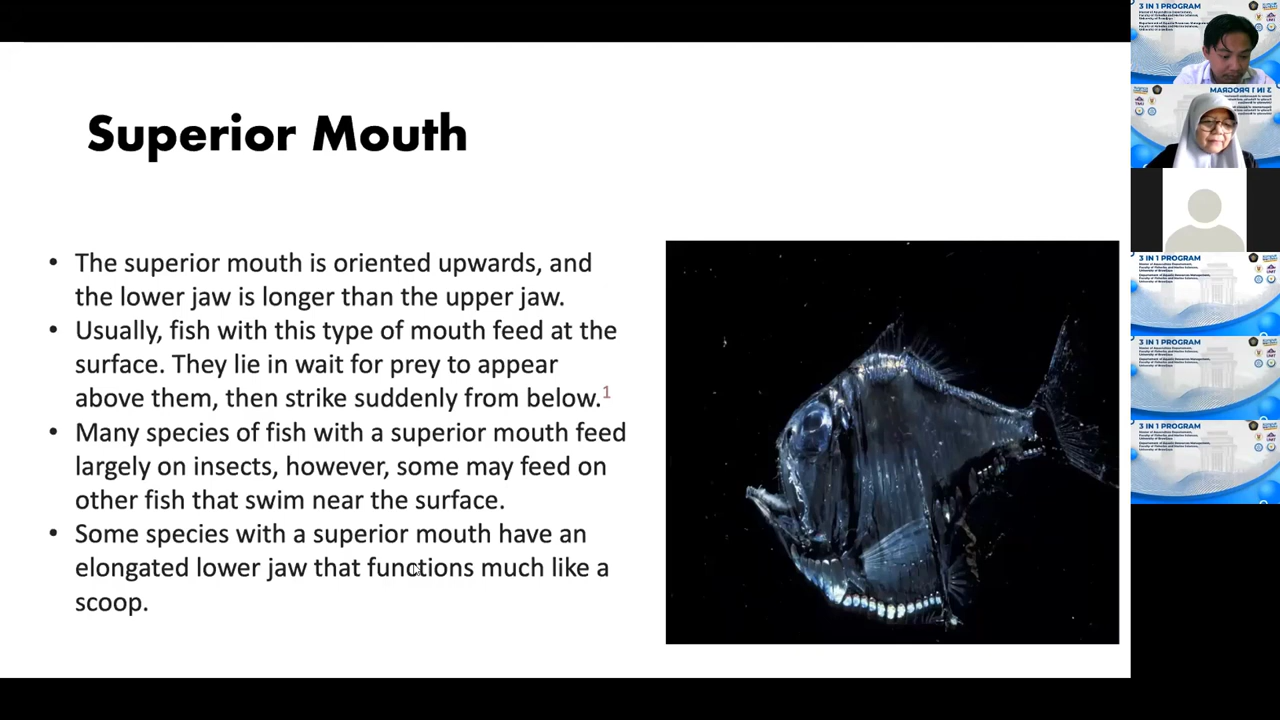 Superior Mouth
• The superior mouth is oriented upwards, and
the lower jaw is longer than the upper jaw.
• Usually, fish with this type of mouth feed at the
surface. They lie in wait for prey to appear
above them, then strike suddenly from below.1
• Many species of fish with a superior mouth feed
largely on insects, however, some may feed on
other fish that swim near the surface.
• Some species with a superior mouth have an
elongated lower jaw that functions much like a
scoop.
3 IN 1 PROGRAM
3 IN 1 PROGRAM
3 IN 1 PROGRAM
3 IN 1 PROGRAM
3 IN 1 PROGRAM